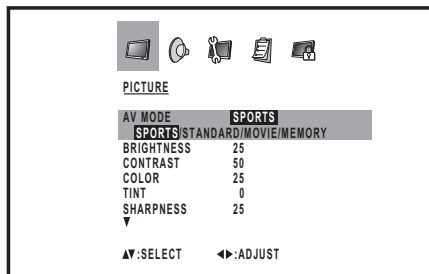 PICTURE
AV MODE SPORTS
SPORTS/STANDARD/MOVIE/MEMORY
BRIGHTNESS 25
CONTRAST 50
COLOR 25
TINT 0
SHARPNESS 25
▼
▲▼:SELECT ◀▶:ADJUST